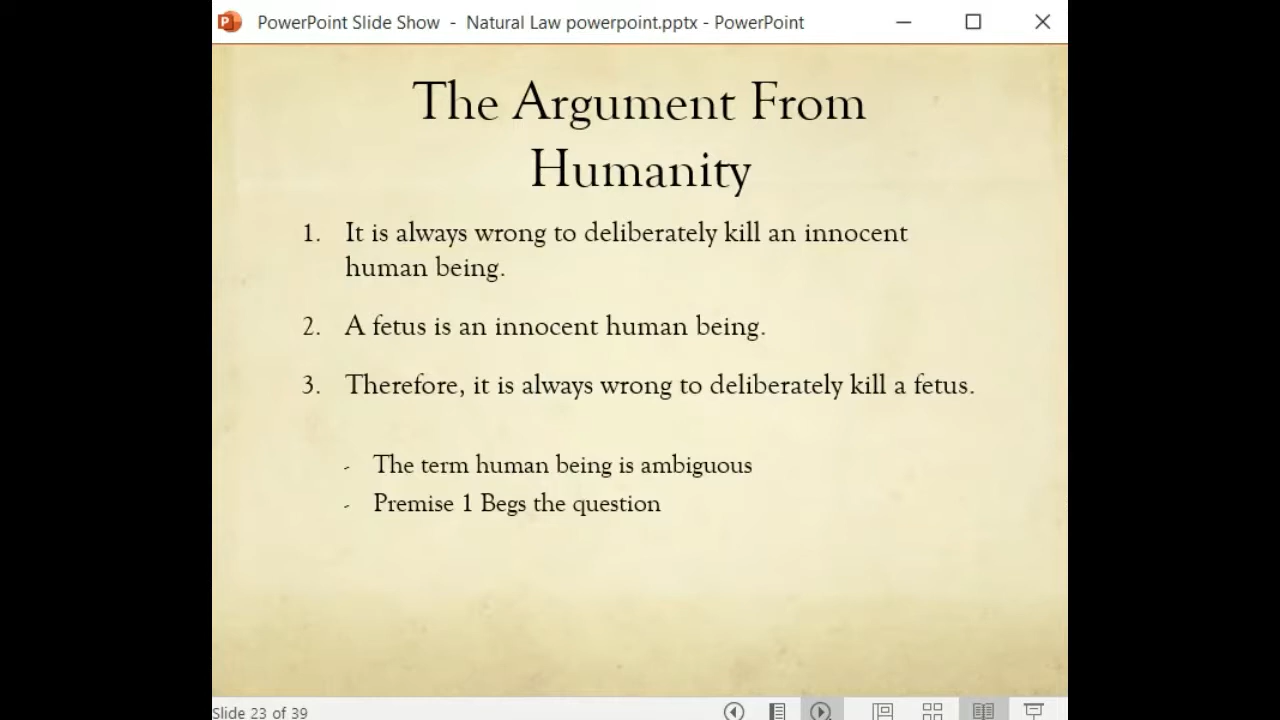 PowerPoint Slide Show - Natural Law powerpoint.pptx - PowerPoint
The Argument From
Humanity
1. It is always wrong to deliberately kill an innocent
human being.
2. A fetus is an innocent human being.
3. Therefore, it is always wrong to deliberately kill a fetus.
- The term human being is ambiguous
- Premise 1 Begs the question
Slide 23 of 39